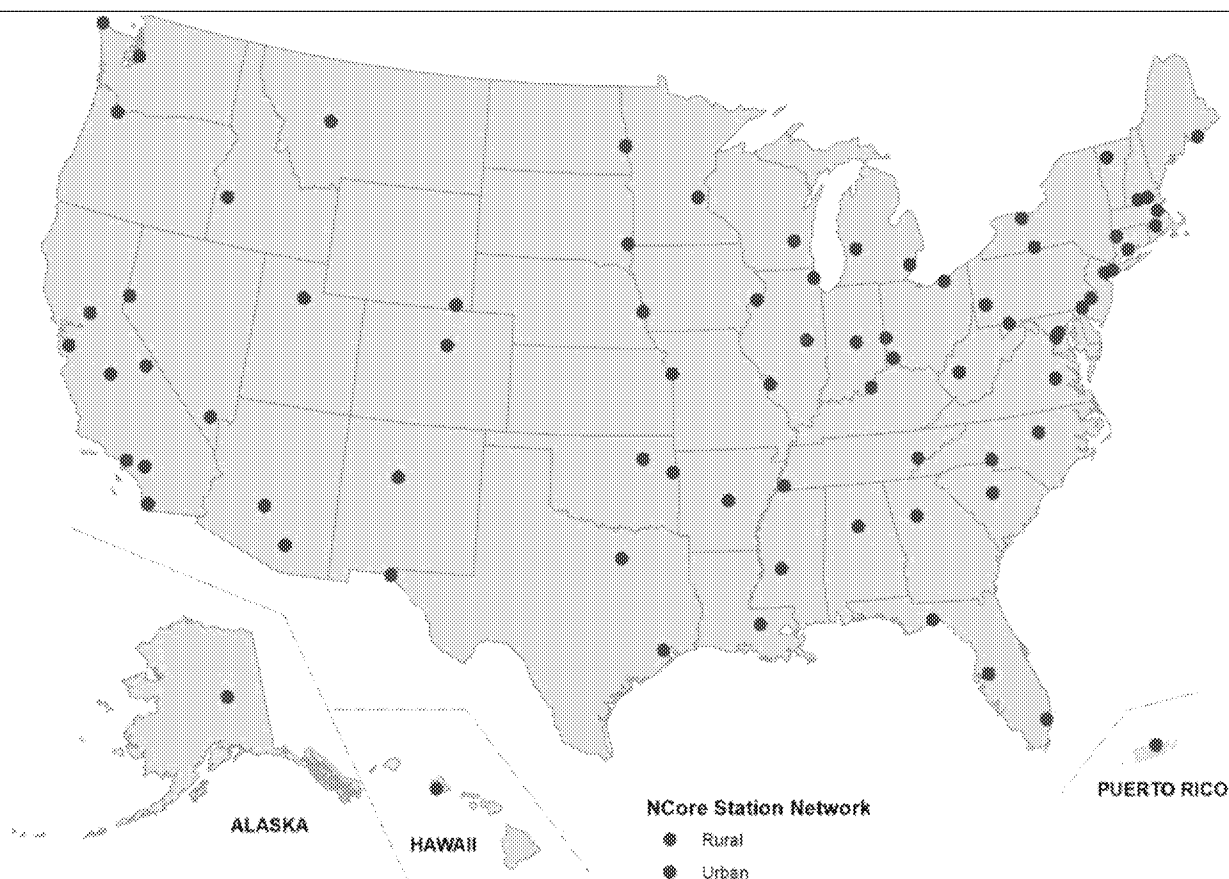 ALASKA
HAWAII
PUERTO RICO
NCore Station Network
Rural
Urban